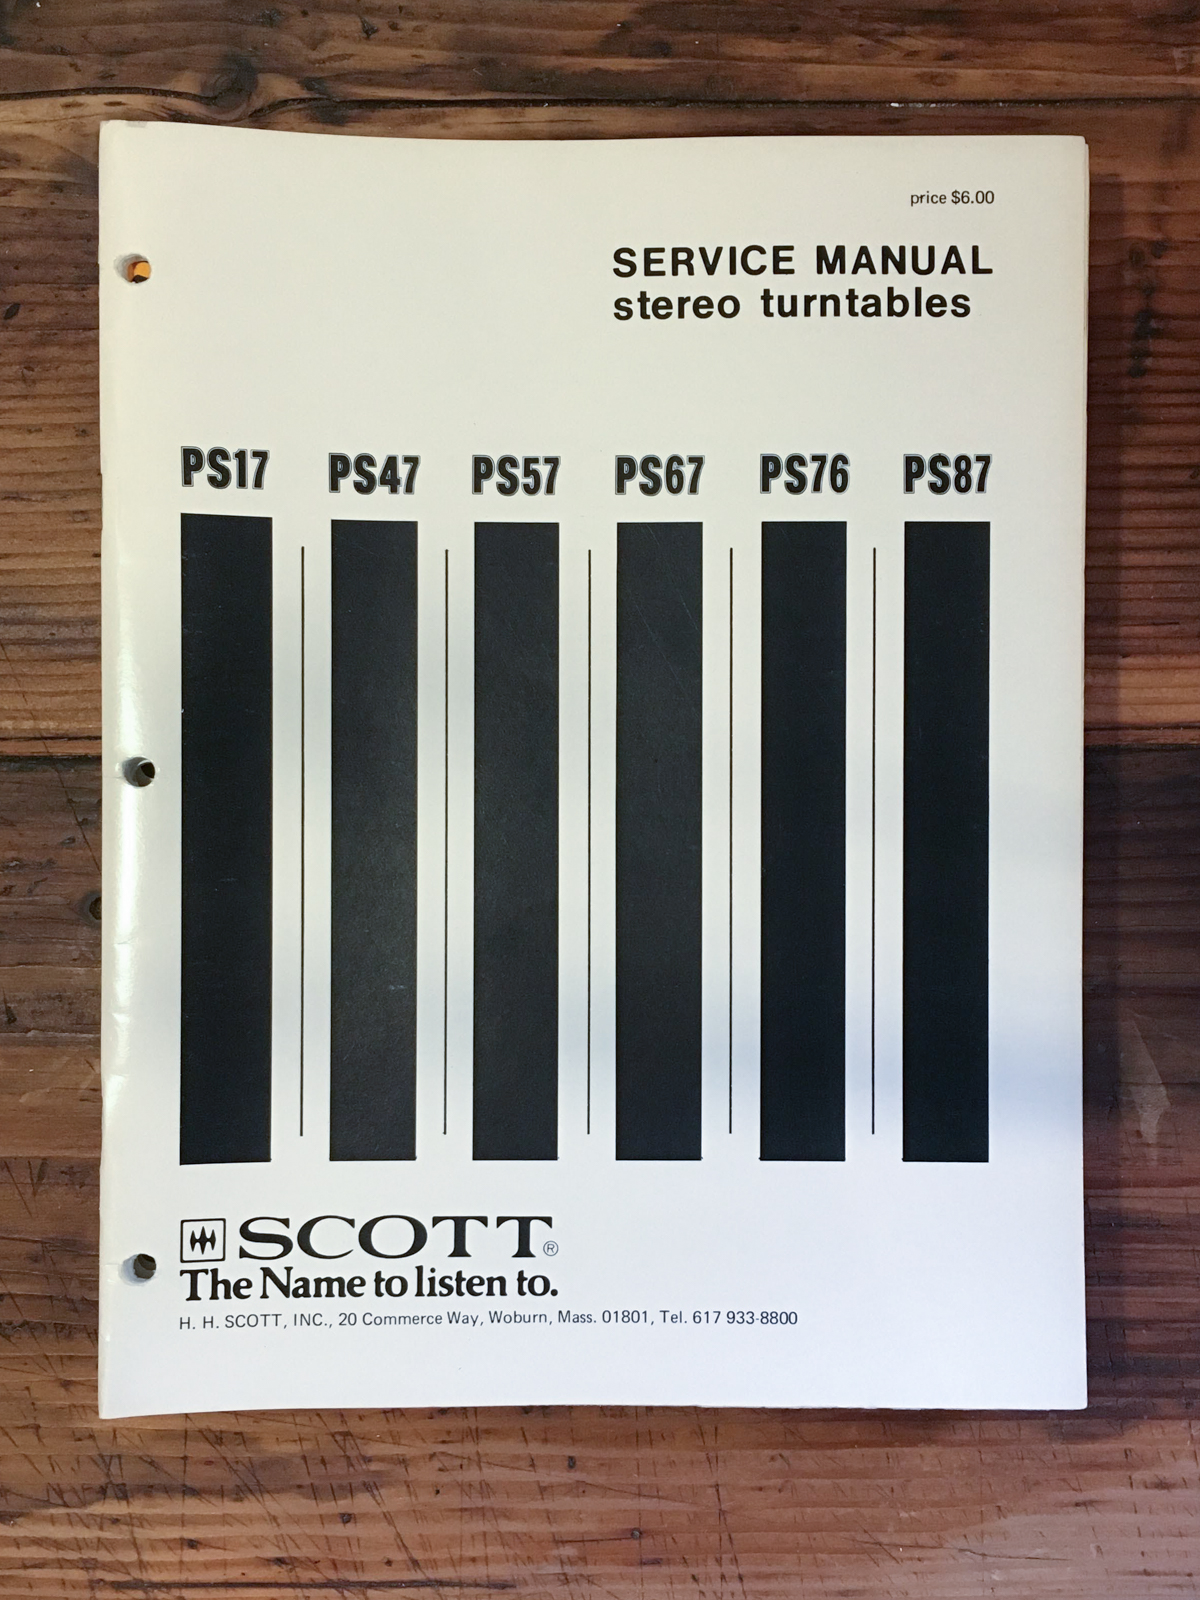 price $6.00
SERVICE MANUAL
stereo turntables
PS17 PS47 PS57 PS67 PS76 PS87
SCOTT®
The Name to listen to.
H. H. SCOTT, INC., 20 Commerce Way, Woburn, Mass. 01801, Tel. 617 933-8800